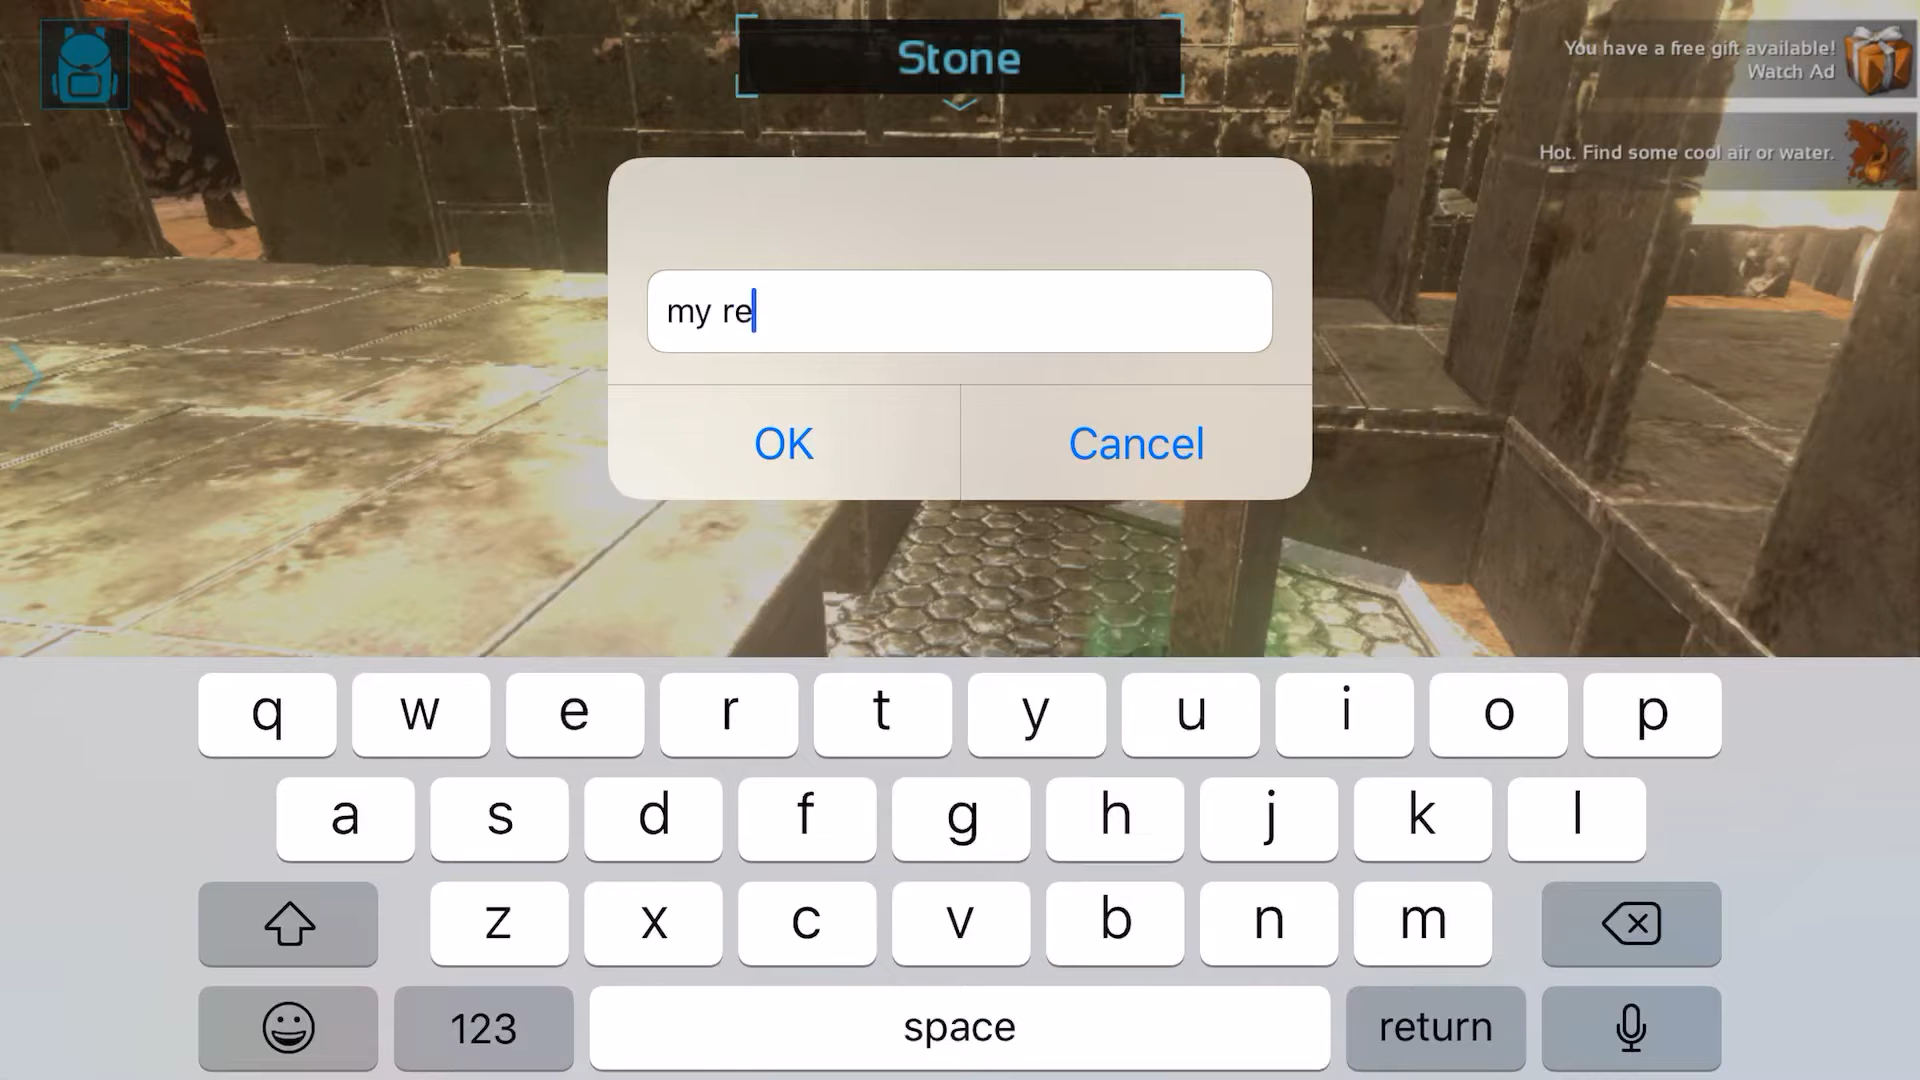 Stone
You have a free gift available!
Watch Ad
Hot. Find some cool air or water.
my re
OK Cancel
q w e r t y u i o p
a s d f g h j k l
z x c v b n m
123 space return